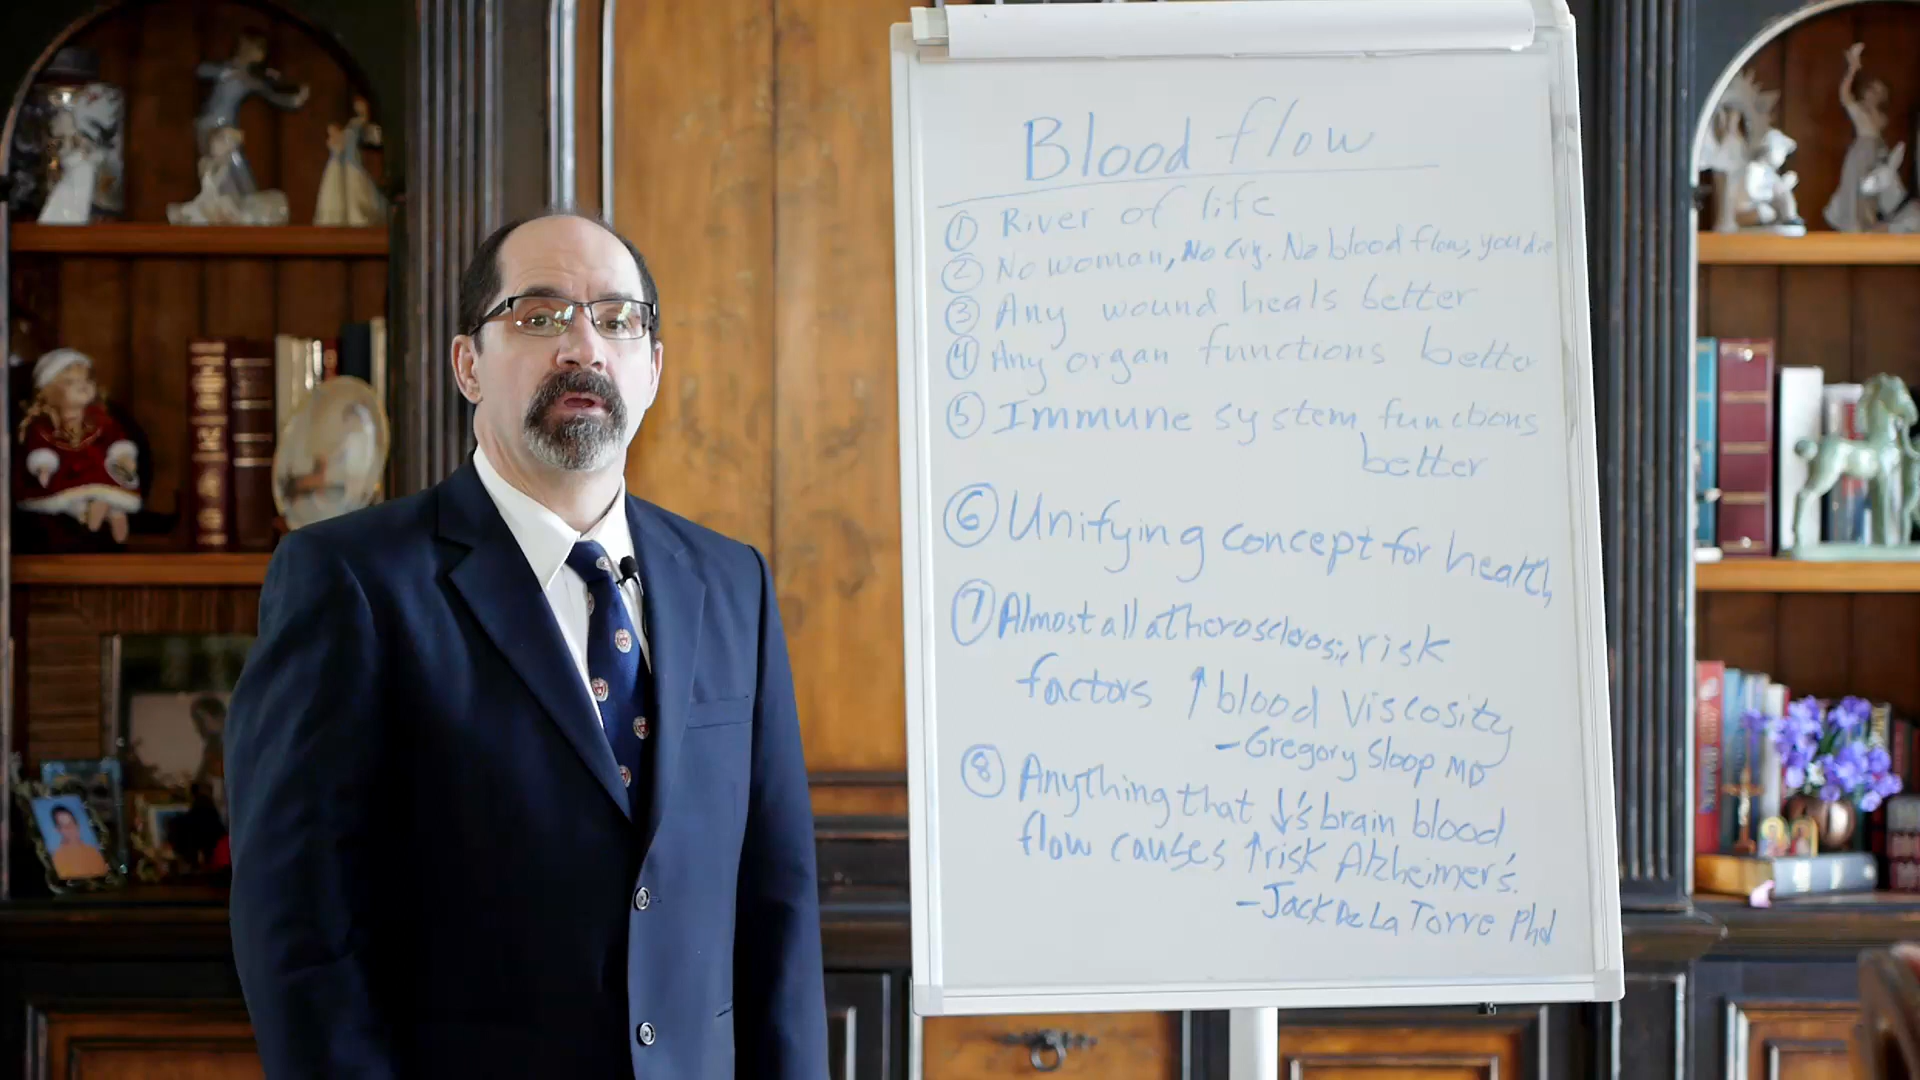 Blood flow
① River of life
② No woman, No cry. No blood flow, you die
③ Any wound heals better
④ Any organ functions better
⑤ Immune system functions
better
⑥ Unifying concept for health
⑦ Almost all atherosclerosis risk
factors ↑ blood viscosity
- Gregory Sloop MD
⑧ Anything that ↓'s brain blood
flow causes ↑risk Alzheimer's.
- Jack De La Torre Phd